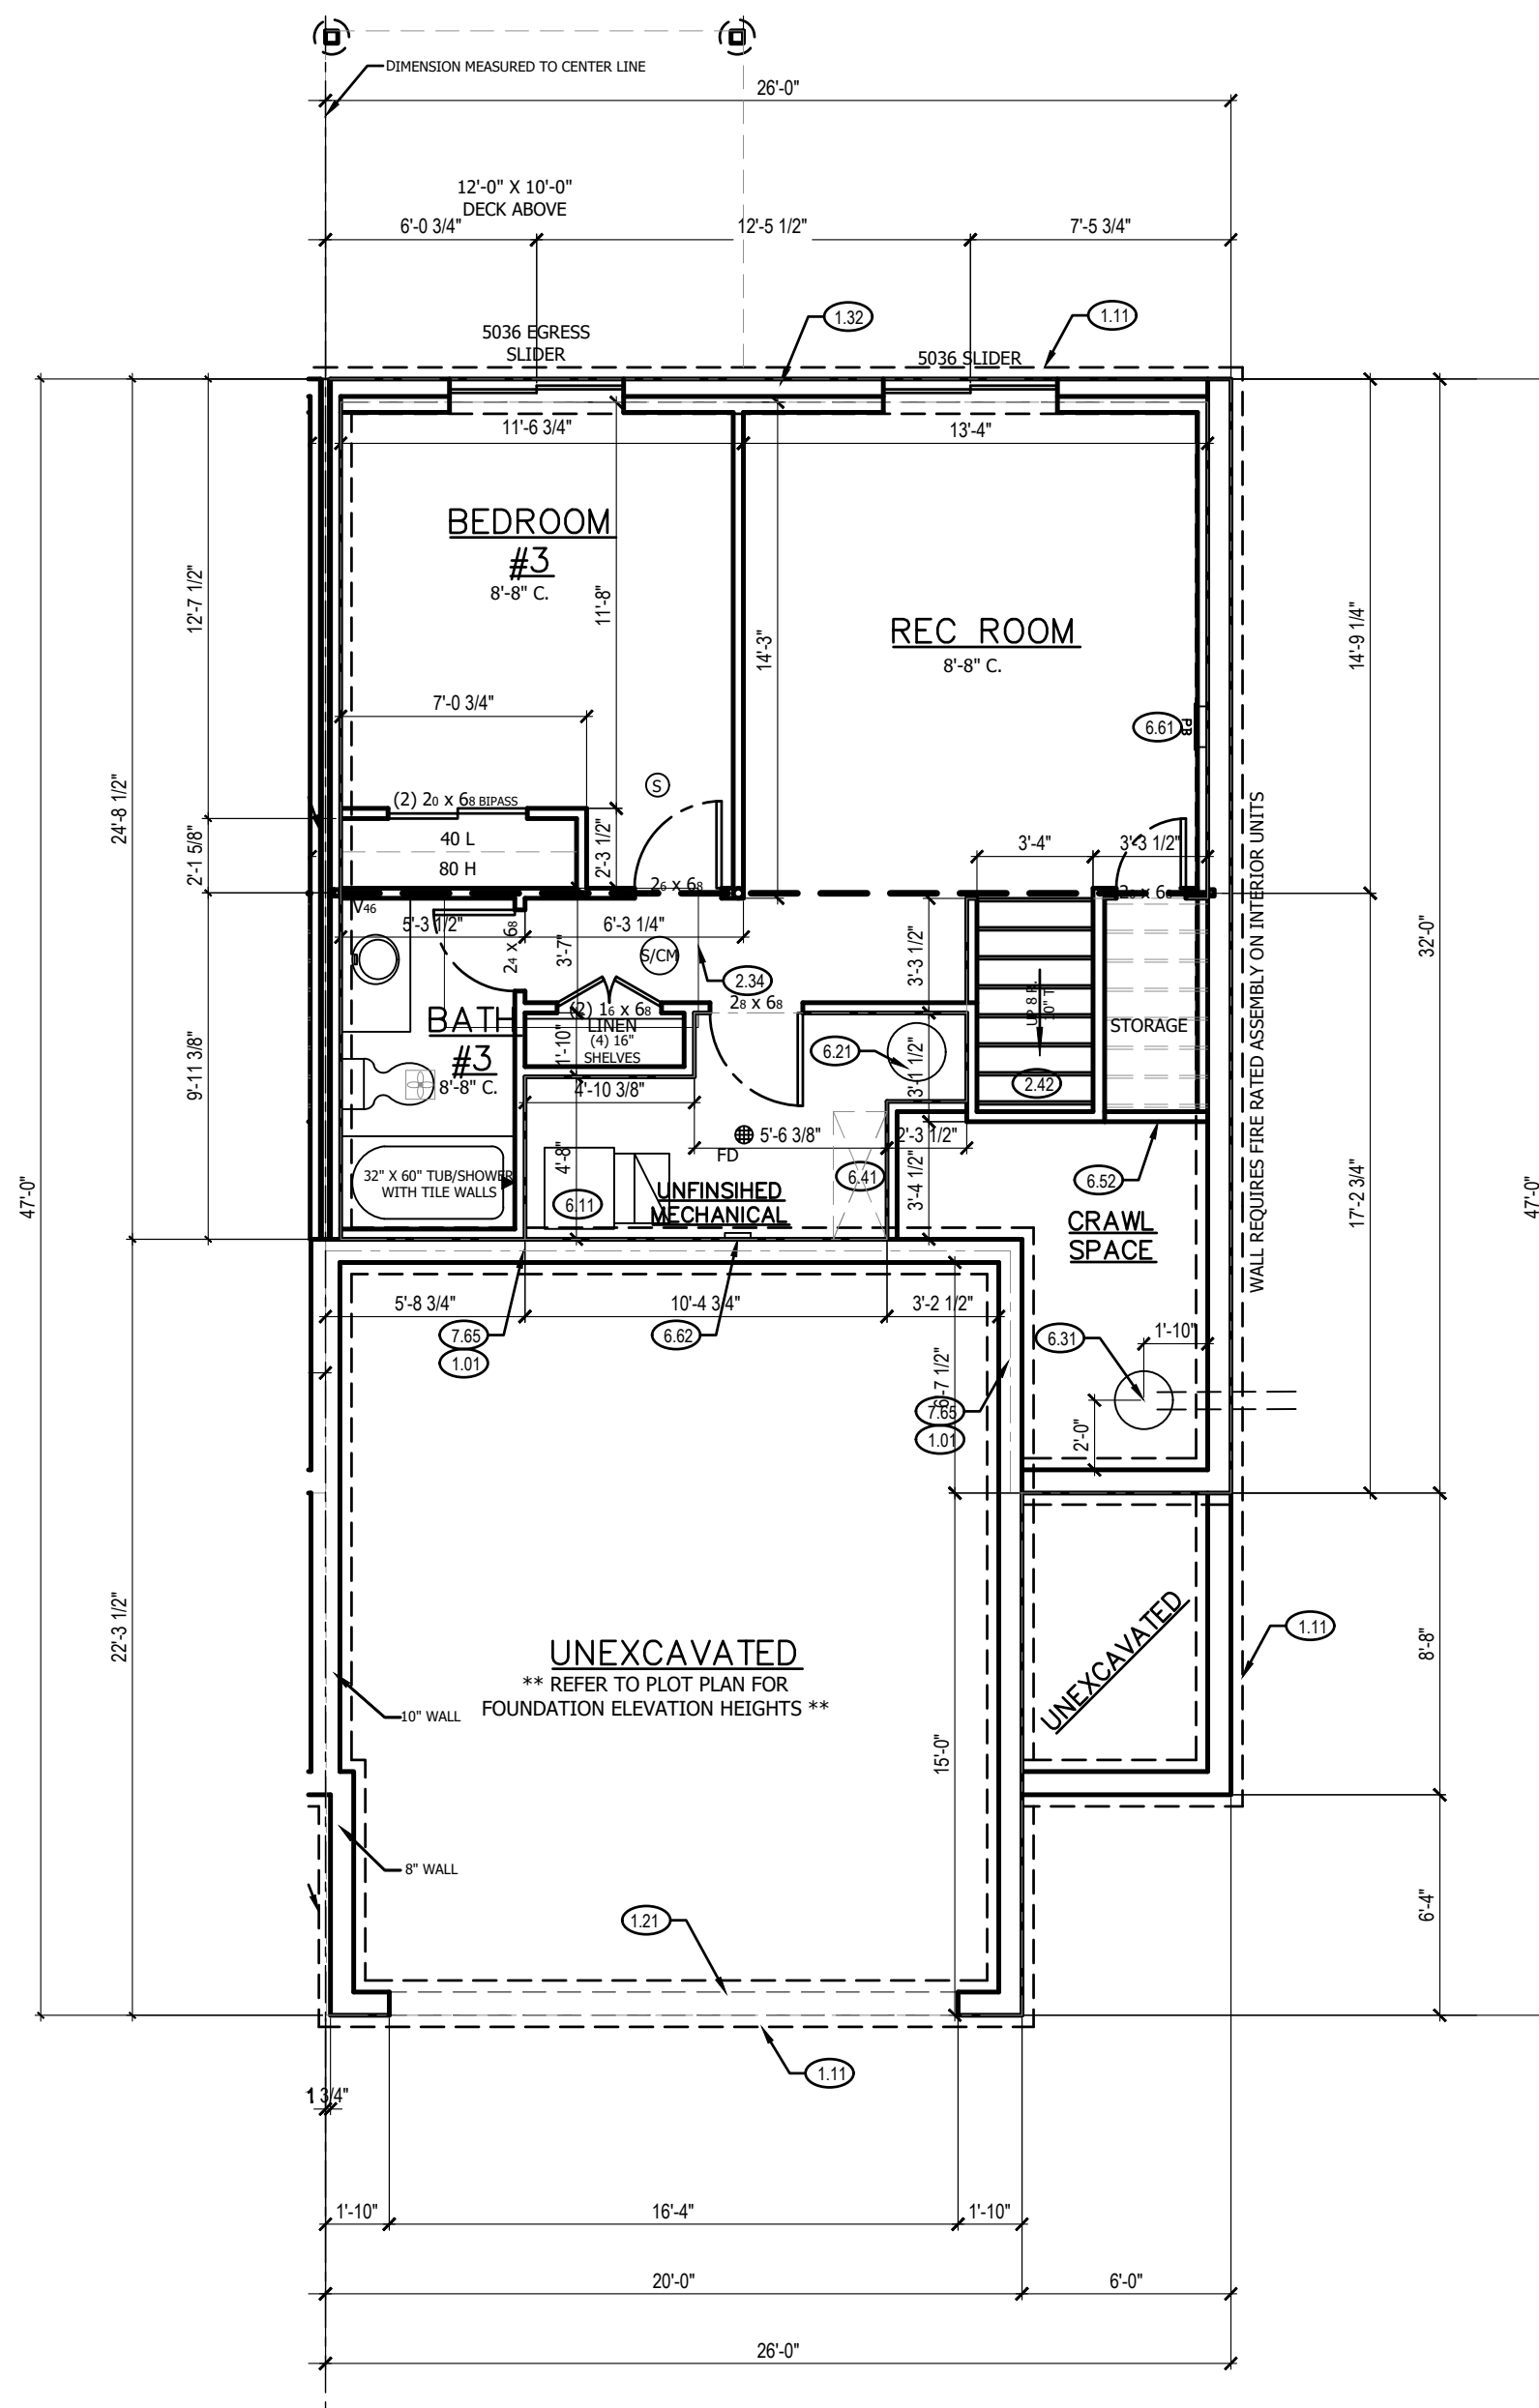 DIMENSION MEASURED TO CENTER LINE
26'-0"
12'-0" X 10'-0"
DECK ABOVE
6'-0 3/4"
12'-5 1/2"
7'-5 3/4"
1.32
1.11
5036 EGRESS
SLIDER
5036 SLIDER
11'-6 3/4"
13'-4"
BEDROOM
#3
8'-8" C.
12'-7 1/2"
11'-8"
14'-3"
REC ROOM
8'-8" C.
14'-9 1/4"
7'-0 3/4"
6.61
PB
S
(2) 20 x 68 BIPASS
40 L
80 H
24'-8 1/2"
2'-1 5/8"
2'-3 1/2"
3'-4"
3'-3 1/2"
26 x 68
V46
5'-3 1/2"
6'-3 1/4"
24 x 68
3'-7"
S/CM
2.34
3'-3 1/2"
32'-0"
WALL REQUIRES FIRE RATED ASSEMBLY ON INTERIOR UNITS
28 x 68
(2) 16 x 68
LINEN
(4) 16"
SHELVES
1'-10"
BATH
#3
8'-8" C.
9'-11 3/8"
6.21
3'-1 1/2"
UP 8 R.
10" T
2.42
STORAGE
4'-10 3/8"
5'-6 3/8"
2'-3 1/2"
FD
4'-8"
3'-4 1/2"
32" X 60" TUB/SHOWER
WITH TILE WALLS
6.11
6.41
UNFINSIHED
MECHANICAL
6.52
CRAWL
SPACE
47'-0"
17'-2 3/4"
47'-0"
5'-8 3/4"
10'-4 3/4"
3'-2 1/2"
7.65
1.01
6.62
6.31
1'-10"
6'-7 1/2"
7.65
1.01
2'-0"
22'-3 1/2"
UNEXCAVATED
** REFER TO PLOT PLAN FOR
FOUNDATION ELEVATION HEIGHTS **
UNEXCAVATED
1.11
8'-8"
10" WALL
15'-0"
8" WALL
1.21
6'-4"
1.11
1 3/4"
1'-10"
16'-4"
1'-10"
20'-0"
6'-0"
26'-0"